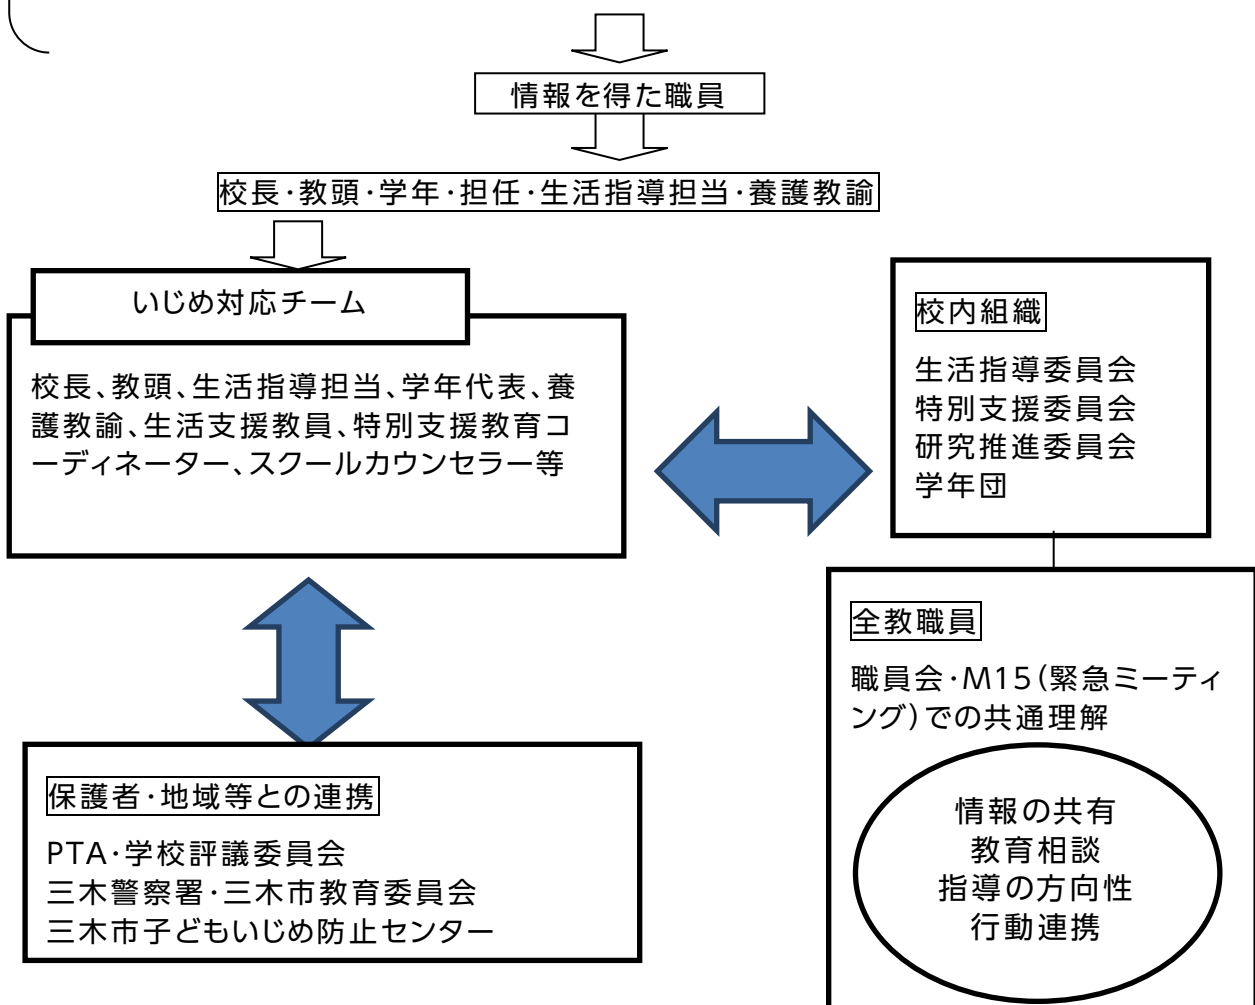 情報を得た職員
校長・教頭・学年・担任・生活指導担当・養護教諭
いじめ対応チーム
校長、教頭、生活指導担当、学年代表、養
護教諭、生活支援教員、特別支援教育コ
ーディネーター、スクールカウンセラー等
校内組織
生活指導委員会
特別支援委員会
研究推進委員会
学年団
全教職員
職員会・M15(緊急ミーティ
ング)での共通理解
情報の共有
教育相談
指導の方向性
行動連携
保護者・地域等との連携
PTA・学校評議委員会
三木警察署・三木市教育委員会
三木市子どもいじめ防止センター